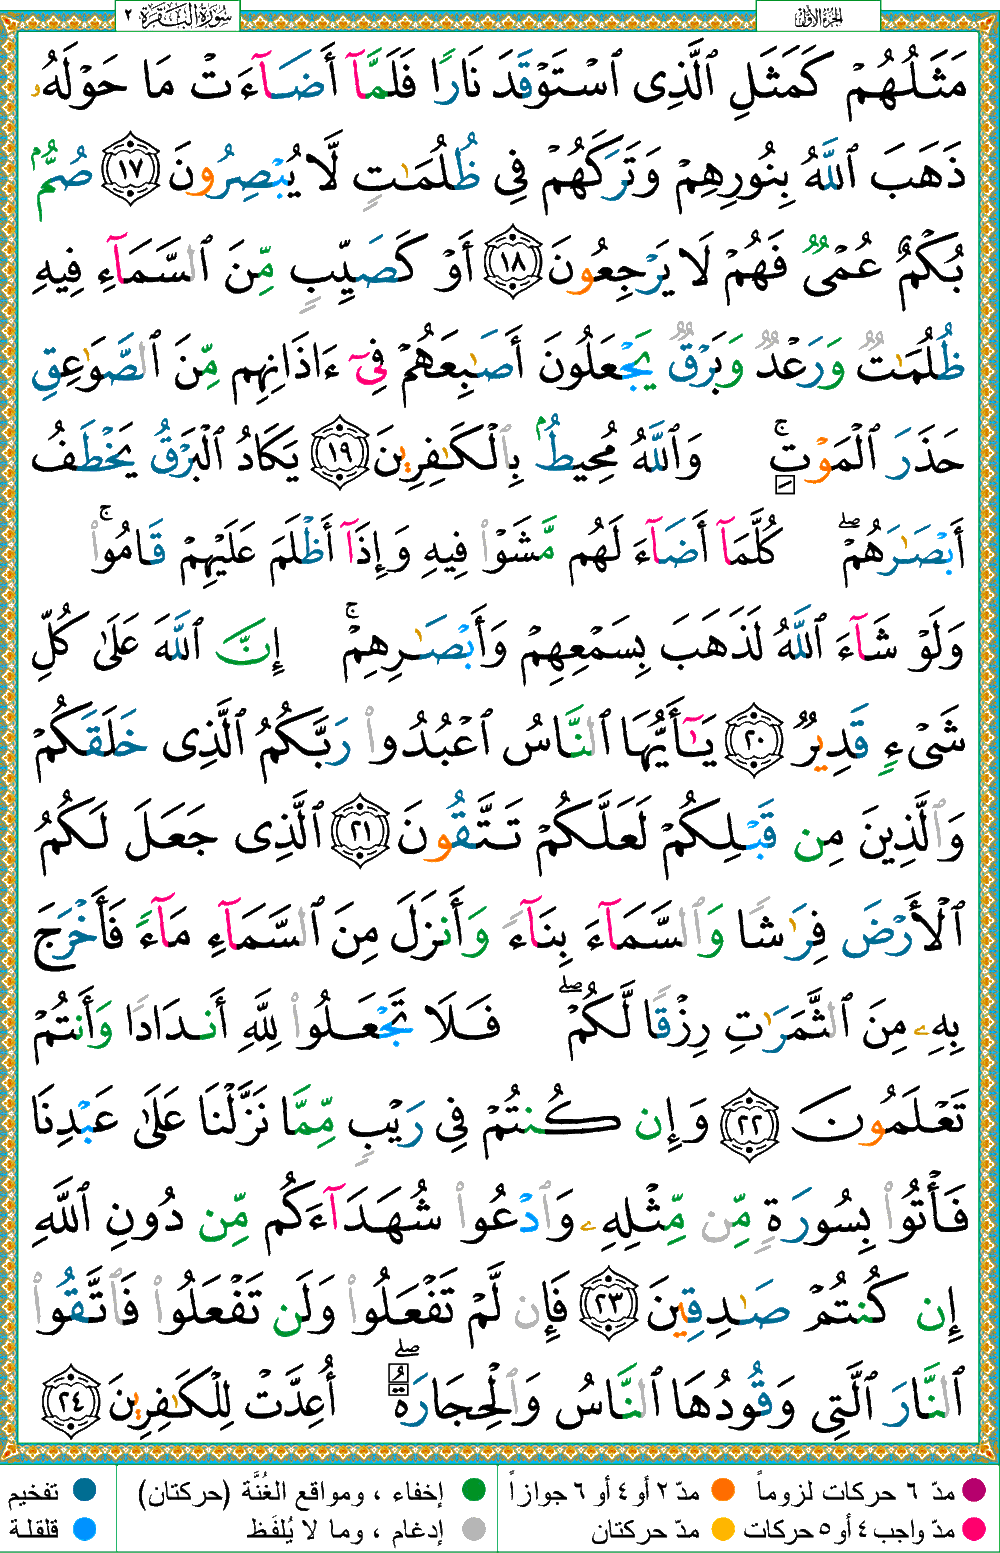 سُورَةُ البَقَرَة ٢
الجزء الأوّل
مَثَلُهُمْ كَمَثَلِ ٱلَّذِى ٱسْتَوْقَدَ نَارًا فَلَمَّآ أَضَآءَتْ مَا حَوْلَهُۥ
ذَهَبَ ٱللَّهُ بِنُورِهِمْ وَتَرَكَهُمْ فِى ظُلُمَـٰتٍ لَّا يُبْصِرُونَ ١٧ صُمٌّۢ
بُكْمٌ عُمْىٌ فَهُمْ لَا يَرْجِعُونَ ١٨ أَوْ كَصَيِّبٍ مِّنَ ٱلسَّمَآءِ فِيهِ
ظُلُمَـٰتٌ وَرَعْدٌ وَبَرْقٌ يَجْعَلُونَ أَصَـٰبِعَهُمْ فِىٓ ءَاذَانِهِم مِّنَ ٱلصَّوَٰعِقِ
حَذَرَ ٱلْمَوْتِ ۚ وَٱللَّهُ مُحِيطٌۢ بِٱلْكَـٰفِرِينَ ١٩ يَكَادُ ٱلْبَرْقُ يَخْطَفُ
أَبْصَـٰرَهُمْ ۖ كُلَّمَآ أَضَآءَ لَهُم مَّشَوْا۟ فِيهِ وَإِذَآ أَظْلَمَ عَلَيْهِمْ قَامُوا۟ ۚ
وَلَوْ شَآءَ ٱللَّهُ لَذَهَبَ بِسَمْعِهِمْ وَأَبْصَـٰرِهِمْ ۚ إِنَّ ٱللَّهَ عَلَىٰ كُلِّ
شَىْءٍ قَدِيرٌ ٢٠ يَـٰٓأَيُّهَا ٱلنَّاسُ ٱعْبُدُوا۟ رَبَّكُمُ ٱلَّذِى خَلَقَكُمْ
وَٱلَّذِينَ مِن قَبْلِكُمْ لَعَلَّكُمْ تَتَّقُونَ ٢١ ٱلَّذِى جَعَلَ لَكُمُ
ٱلْأَرْضَ فِرَٰشًا وَٱلسَّمَآءَ بِنَآءً وَأَنزَلَ مِنَ ٱلسَّمَآءِ مَآءً فَأَخْرَجَ
بِهِۦ مِنَ ٱلثَّمَرَٰتِ رِزْقًا لَّكُمْ ۖ فَلَا تَجْعَلُوا۟ لِلَّهِ أَندَادًا وَأَنتُمْ
تَعْلَمُونَ ٢٢ وَإِن كُنتُمْ فِى رَيْبٍ مِّمَّا نَزَّلْنَا عَلَىٰ عَبْدِنَا
فَأْتُوا۟ بِسُورَةٍ مِّن مِّثْلِهِۦ وَٱدْعُوا۟ شُهَدَآءَكُم مِّن دُونِ ٱللَّهِ
إِن كُنتُمْ صَـٰدِقِينَ ٢٣ فَإِن لَّمْ تَفْعَلُوا۟ وَلَن تَفْعَلُوا۟ فَٱتَّقُوا۟
ٱلنَّارَ ٱلَّتِى وَقُودُهَا ٱلنَّاسُ وَٱلْحِجَارَةُ ۖ أُعِدَّتْ لِلْكَـٰفِرِينَ ٢٤
مدّ ٦ حركات لزوماً
مدّ ٢ أو ٤ أو ٦ جوازاً
إخفاء ، ومواقع الغُنَّة (حركتان)
تفخيم
مدّ واجب ٤ أو ٥ حركات
مدّ حركتان
إدغام ، وما لا يُلفَظ
قلقلة